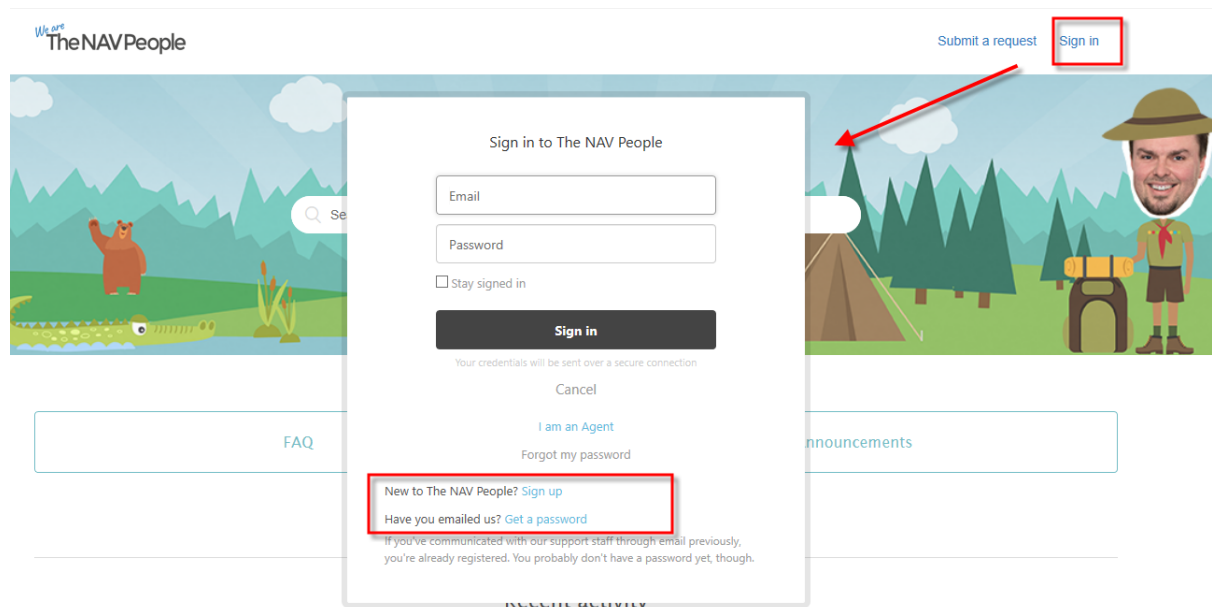 We are
The NAV People
Submit a request
Sign in
Sign in to The NAV People
Email
Se
Password
Stay signed in
Sign in
Your credentials will be sent over a secure connection
Cancel
I am an Agent
FAQ
nnouncements
Forgot my password
New to The NAV People? Sign up
Have you emailed us? Get a password
If you've communicated with our support staff through email previously,
you're already registered. You probably don't have a password yet, though.
Recent activity